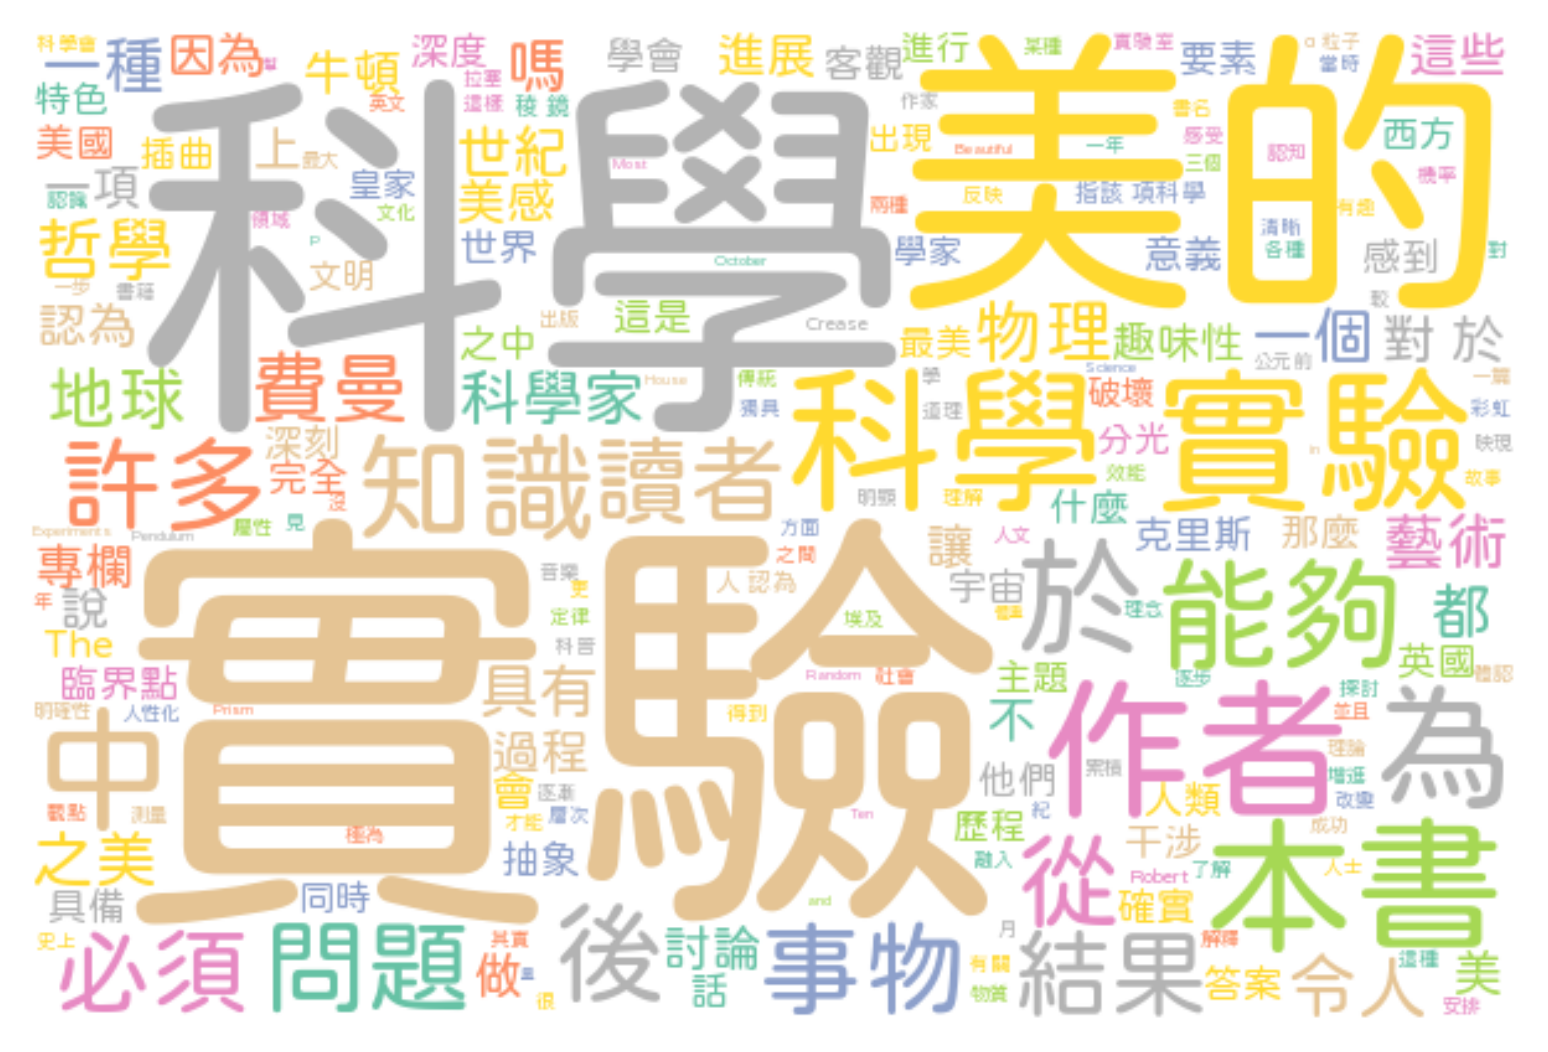 科學會 一種 因為 牛頓 深度 嗎 學會 進展 客觀 進行 某種 實驗室 要素 α粒子 當時 這些
特色 拉塞 這樣 英文 稜鏡 作家 書名
科學 美的
美國 插曲 上 最大 世紀 出現 Beautiful 一年 感受 三個 認知 西方 機率
一項 認識 皇家 文化 領域 美感 Most 兩種 反映 指該 項科學 有趣
哲學 P 世界 October 學家 意義 清晰 各種 感到 對
一步 書籍 文明 較
認為 之中 出版 這是 Crease 最美 物理 趣味性 一個 對於
公元前 Science
地球 費曼 科學家 House 傳統 獨具 學 道理 科學實驗 破壞 一篇 彩虹
許多 深刻 完全 知識 讀者 分光 映現
沒 明顯 理解 效能 in 故事
Experiments Pendulum 屬性 見 方面 之間 讓 人文 什麼 克里斯 那麼 藝術
實驗
專欄 年 說 音樂 更 人認為 宇宙 於 能夠 都
The 定律 科普 埃及 理念 英國 體認
臨界點 具有 Random 社會 主題 逐步 探討
明確性 人性化 Prism 得到 不 作者 並且 為
中 過程 他們 累積 理論 增進
觀點 測量 會 逐漸 才能 層次 Ten 歷程 紀 人類 改變
極為 成功
之美 抽象 融入 從 干涉 本書
具備 同時 and Robert 了解 確實 人士
史上 必須 問題 其實 做 後 討論 事物 月 結果 解釋 這種
很 話 有關 物質 答案 令人 美 安排